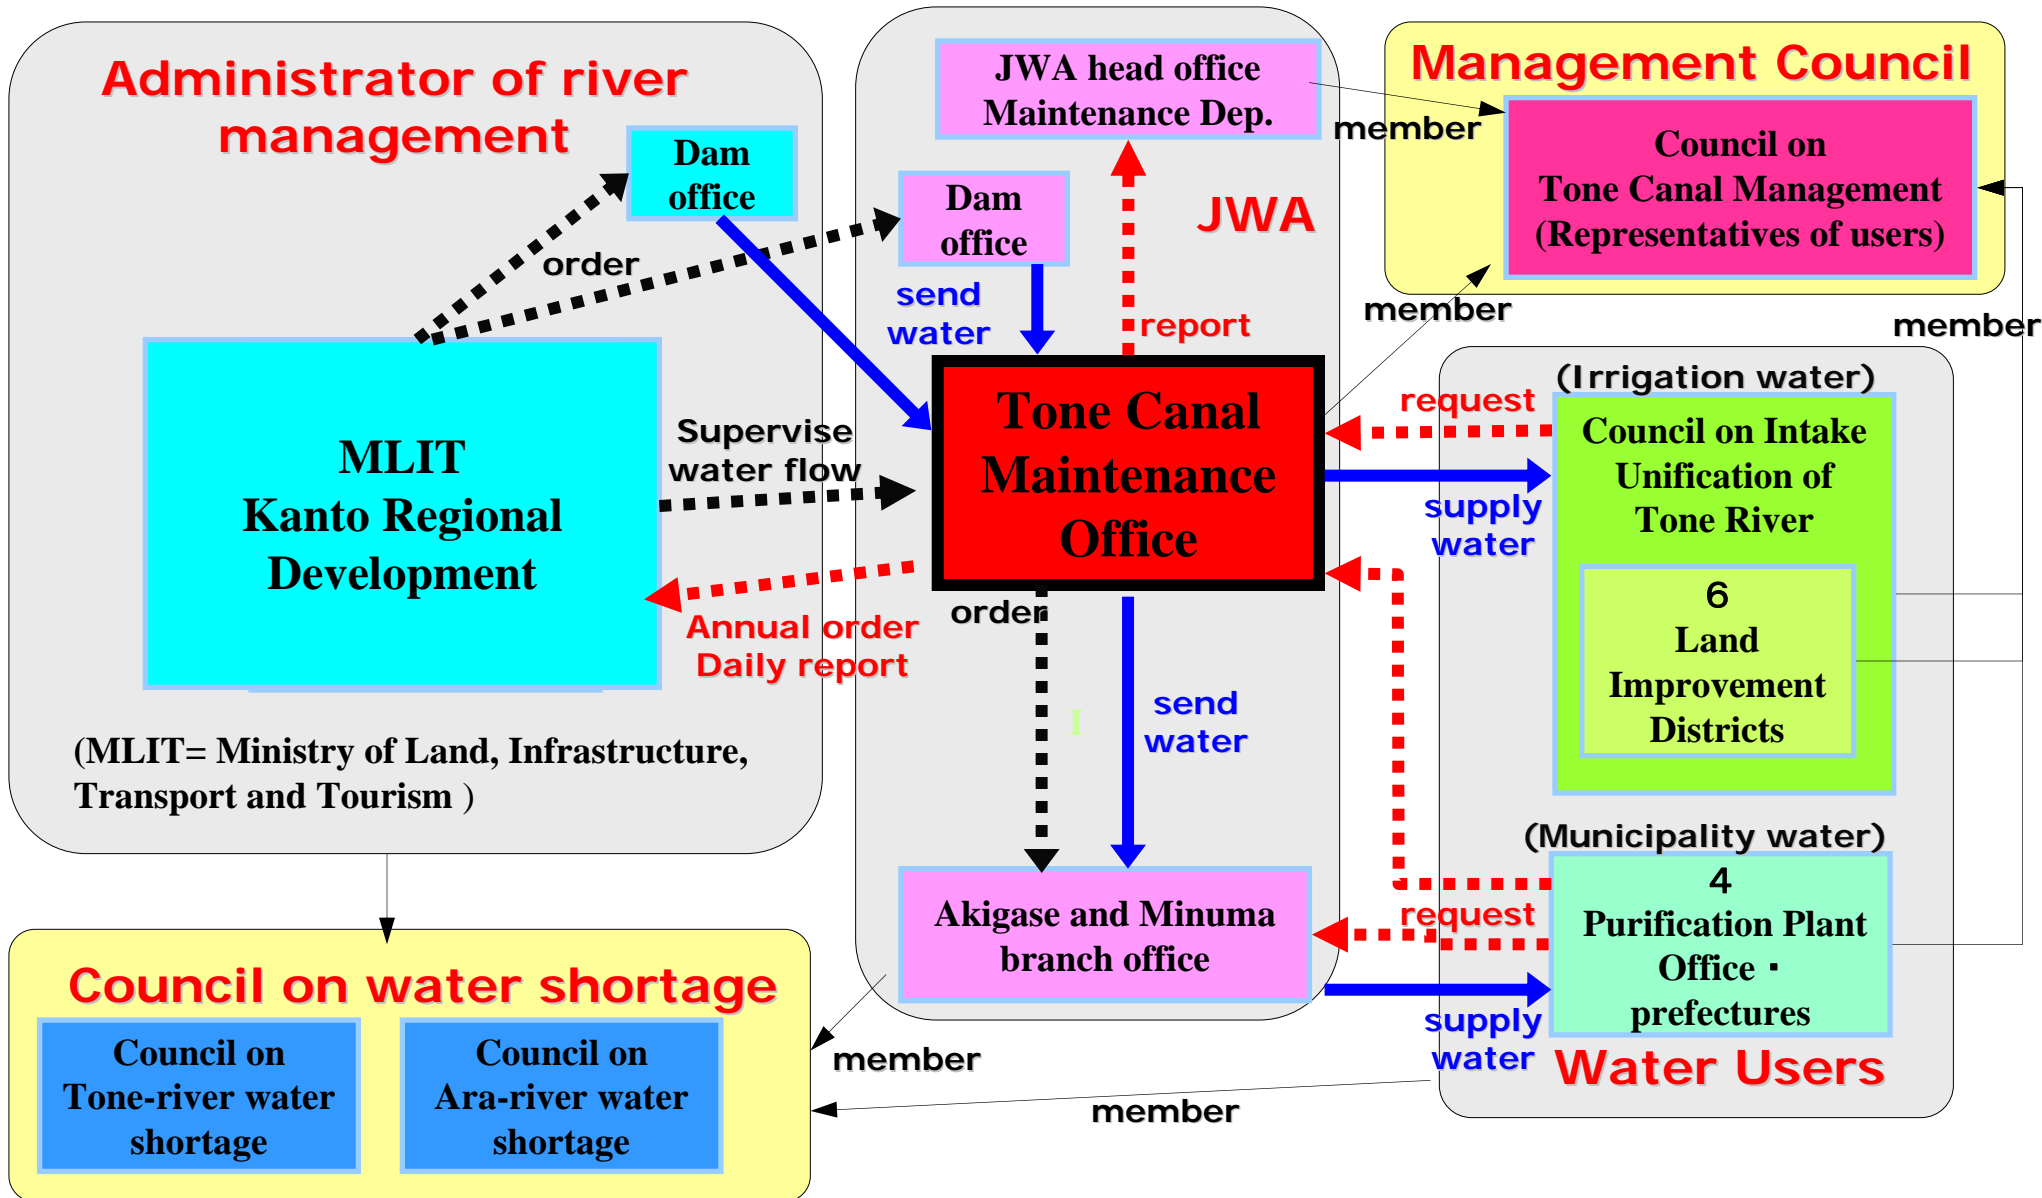 Administrator of river
management
Dam
office
order
MLIT
Kanto Regional
Development
(MLIT= Ministry of Land, Infrastructure,
Transport and Tourism )
Supervise
water flow
Annual order
Daily report
JWA head office
Maintenance Dep.
JWA
Dam
office
send
water
report
Tone Canal
Maintenance
Office
order
I
send
water
Akigase and Minuma
branch office
Management Council
Council on
Tone Canal Management
(Representatives of users)
member
member
member
(Irrigation water)
request
Council on Intake
Unification of
Tone River
supply
water
6
Land
Improvement
Districts
(Municipality water)
4
Purification Plant
Office ▪
prefectures
request
supply
water
Water Users
Council on water shortage
Council on
Tone-river water
shortage
Council on
Ara-river water
shortage
member
member